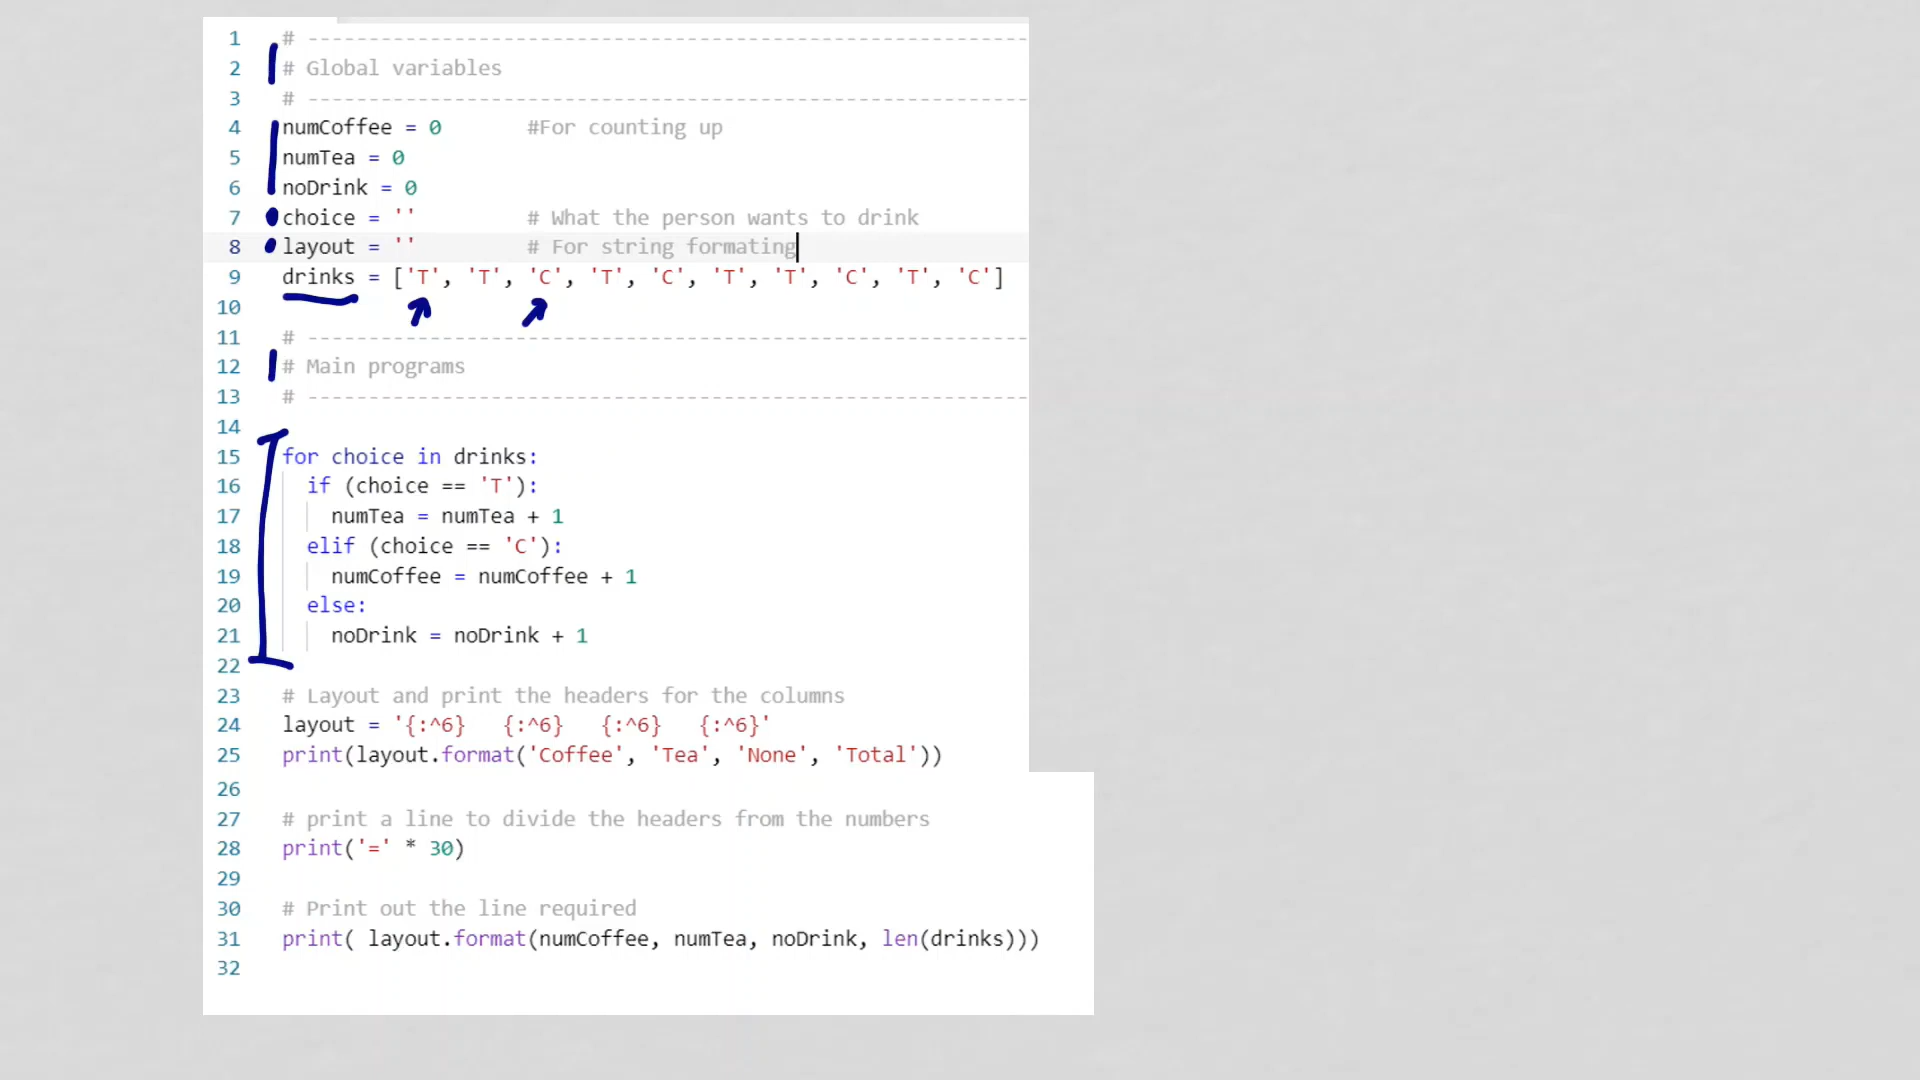 1 # -----------------------------------------------------------
2 # Global variables
3 # -----------------------------------------------------------
4 numCoffee = 0       #For counting up
5 numTea = 0
6 noDrink = 0
7 choice = ''         # What the person wants to drink
8 layout = ''         # For string formating
9 drinks = ['T', 'T', 'C', 'T', 'C', 'T', 'T', 'C', 'T', 'C']
10
11 # -----------------------------------------------------------
12 # Main programs
13 # -----------------------------------------------------------
14
15 for choice in drinks:
16   if (choice == 'T'):
17     numTea = numTea + 1
18   elif (choice == 'C'):
19     numCoffee = numCoffee + 1
20   else:
21     noDrink = noDrink + 1
22
23 # Layout and print the headers for the columns
24 layout = '{:^6}   {:^6}   {:^6}   {:^6}'
25 print(layout.format('Coffee', 'Tea', 'None', 'Total'))
26
27 # print a line to divide the headers from the numbers
28 print('=' * 30)
29
30 # Print out the line required
31 print( layout.format(numCoffee, numTea, noDrink, len(drinks)))
32